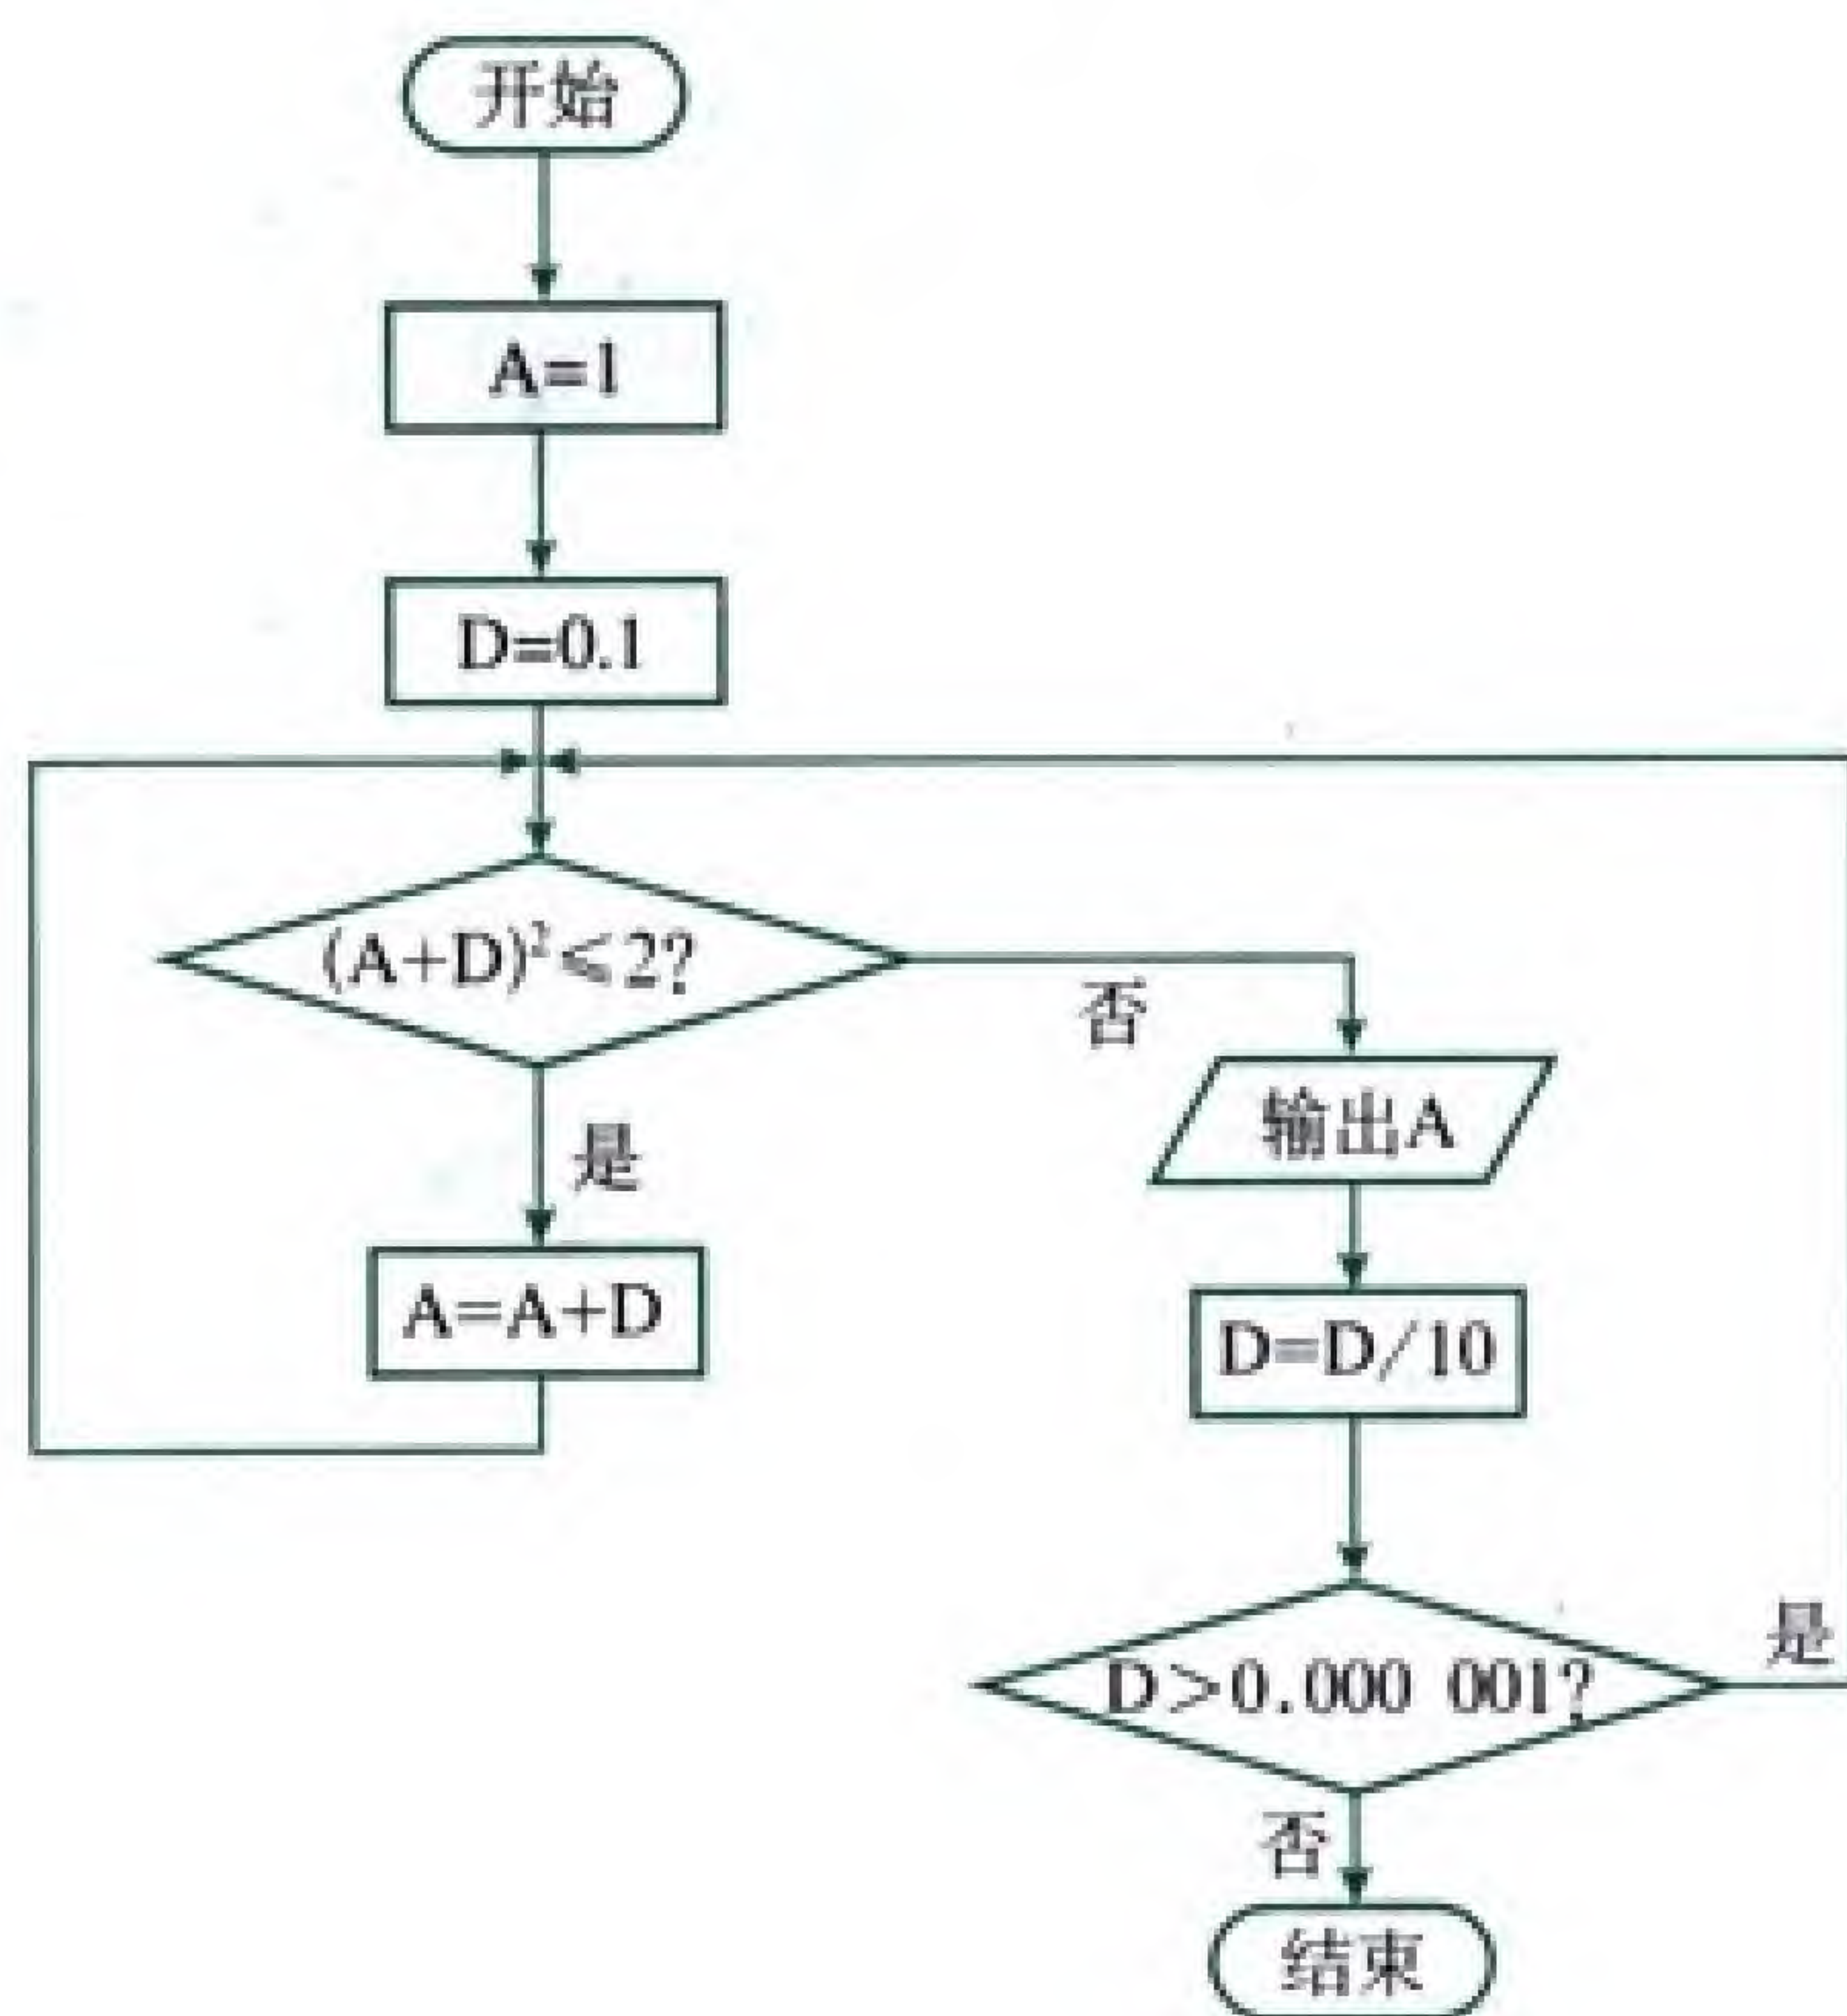 开始
A=1
D=0.1
(A+D)²≤2?
否
输出A
是
A=A+D
D=D/10
是
D>0.000 001?
否
结束